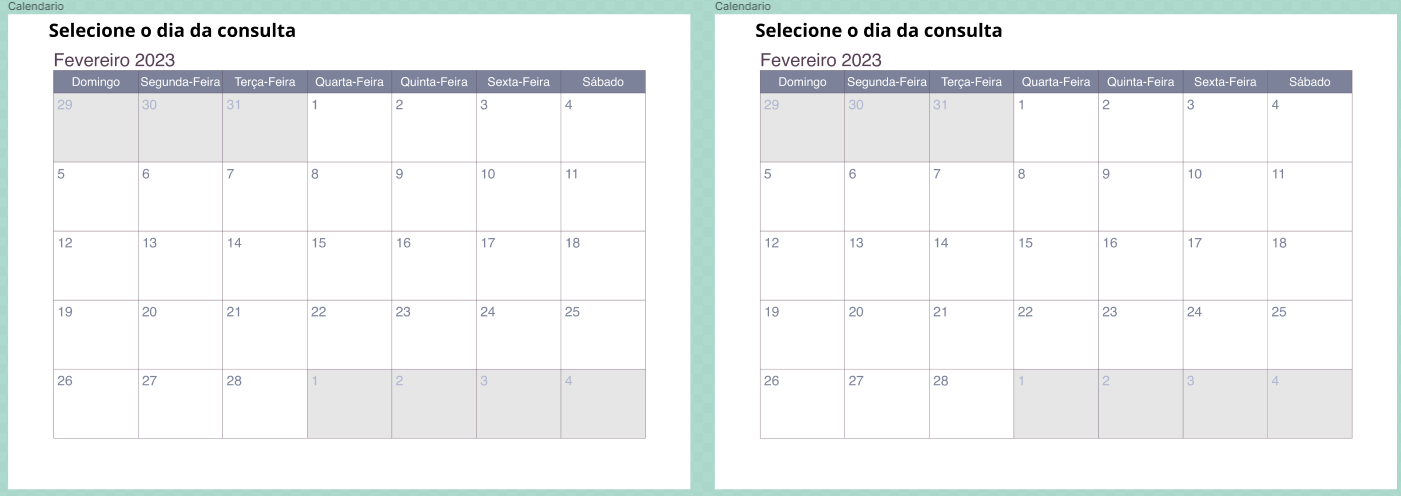 Calendario
Selecione o dia da consulta
Fevereiro 2023
Domingo Segunda-Feira Terça-Feira Quarta-Feira Quinta-Feira Sexta-Feira Sábado
29 30 31 1 2 3 4
5 6 7 8 9 10 11
12 13 14 15 16 17 18
19 20 21 22 23 24 25
26 27 28 1 2 3 4
Calendario
Selecione o dia da consulta
Fevereiro 2023
Domingo Segunda-Feira Terça-Feira Quarta-Feira Quinta-Feira Sexta-Feira Sábado
29 30 31 1 2 3 4
5 6 7 8 9 10 11
12 13 14 15 16 17 18
19 20 21 22 23 24 25
26 27 28 1 2 3 4